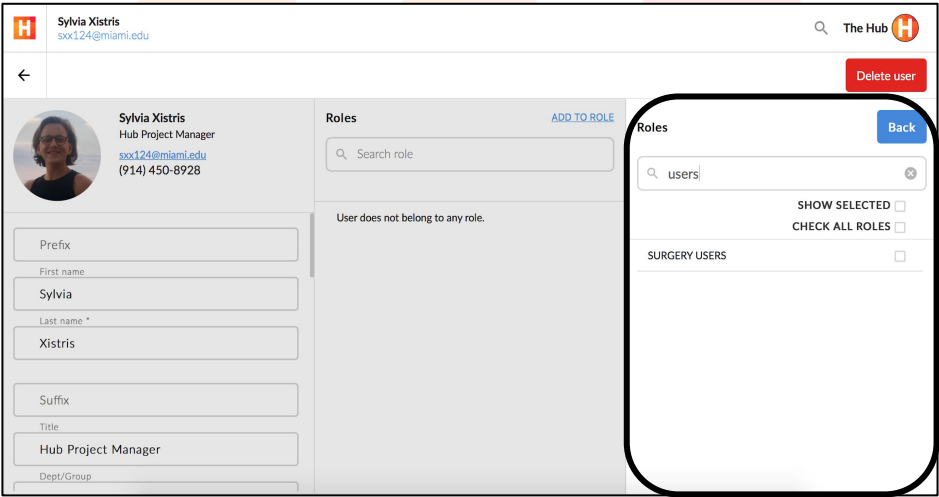 H
Sylvia Xistris
sxx124@miami.edu
The Hub H
Delete user
Sylvia Xistris
Hub Project Manager
sxx124@miami.edu
(914) 450-8928
Prefix
First name
Sylvia
Last name *
Xistris
Suffix
Title
Hub Project Manager
Dept/Group
Roles
ADD TO ROLE
Search role
User does not belong to any role.
Roles
Back
users
SHOW SELECTED
CHECK ALL ROLES
SURGERY USERS